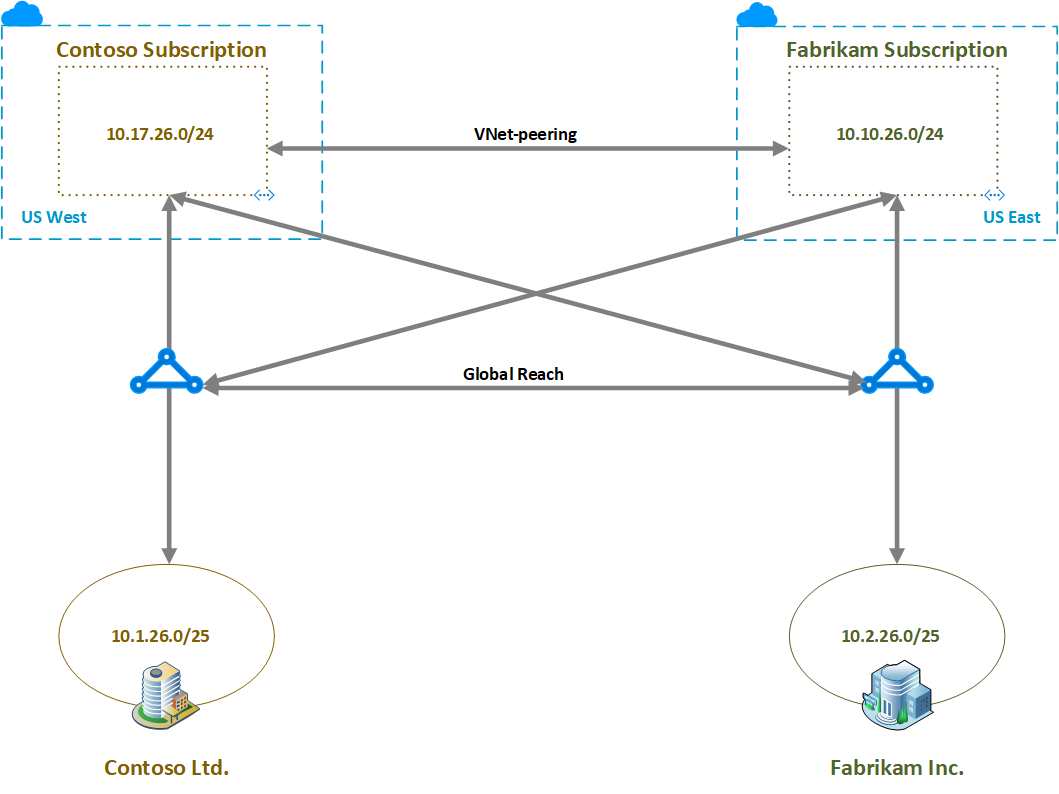 Contoso Subscription
Fabrikam Subscription
10.17.26.0/24
VNet-peering
10.10.26.0/24
US West
US East
Global Reach
10.1.26.0/25
10.2.26.0/25
Contoso Ltd.
Fabrikam Inc.